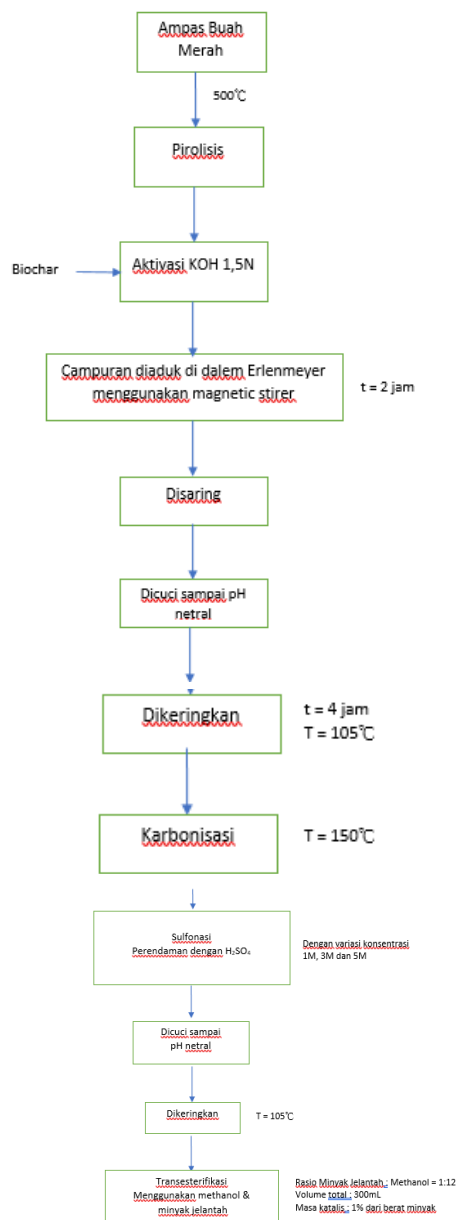 Ampas Buah
Merah
500℃
Pirolisis
Biochar
Aktivasi KOH 1,5N
Campuran diaduk di dalem Erlenmeyer
menggunakan magnetic stirer
t = 2 jam
Disaring
Dicuci sampai pH
netral
Dikeringkan
t = 4 jam
T = 105℃
Karbonisasi
T = 150℃
Sulfonasi
Perendaman dengan H₂SO₄
Dengan variasi konsentrasi
1M, 3M dan 5M
Dicuci sampai
pH netral
Dikeringkan
T = 105℃
Transesterifikasi
Menggunakan methanol &
minyak jelantah
Rasio Minyak Jelantah : Methanol = 1:12
Volume total : 300mL
Masa katalis : 1% dari berat minyak